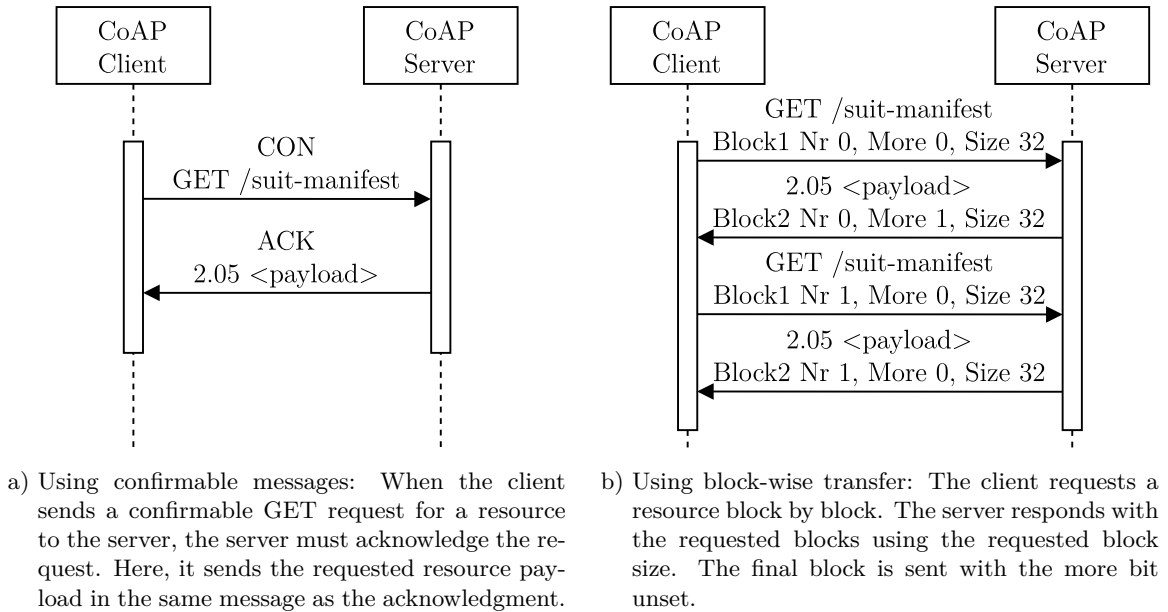 CoAP
Client
CoAP
Server
CON
GET /suit-manifest
ACK
2.05 <payload>
a) Using confirmable messages: When the client
sends a confirmable GET request for a resource
to the server, the server must acknowledge the re-
quest. Here, it sends the requested resource pay-
load in the same message as the acknowledgment.
CoAP
Client
CoAP
Server
GET /suit-manifest
Block1 Nr 0, More 0, Size 32
2.05 <payload>
Block2 Nr 0, More 1, Size 32
GET /suit-manifest
Block1 Nr 1, More 0, Size 32
2.05 <payload>
Block2 Nr 1, More 0, Size 32
b) Using block-wise transfer: The client requests a
resource block by block. The server responds with
the requested blocks using the requested block
size. The final block is sent with the more bit
unset.